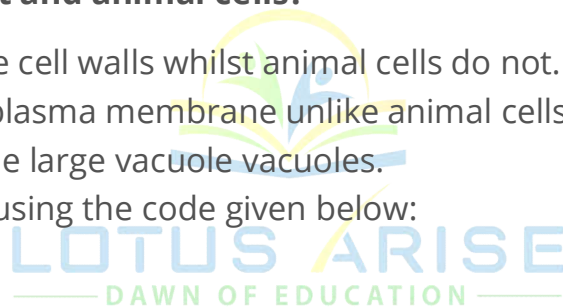 t and animal cells?
e cell walls whilst animal cells do not.
plasma membrane unlike animal cells
e large vacuole vacuoles.
using the code given below:
LOTUS ARISE
DAWN OF EDUCATION